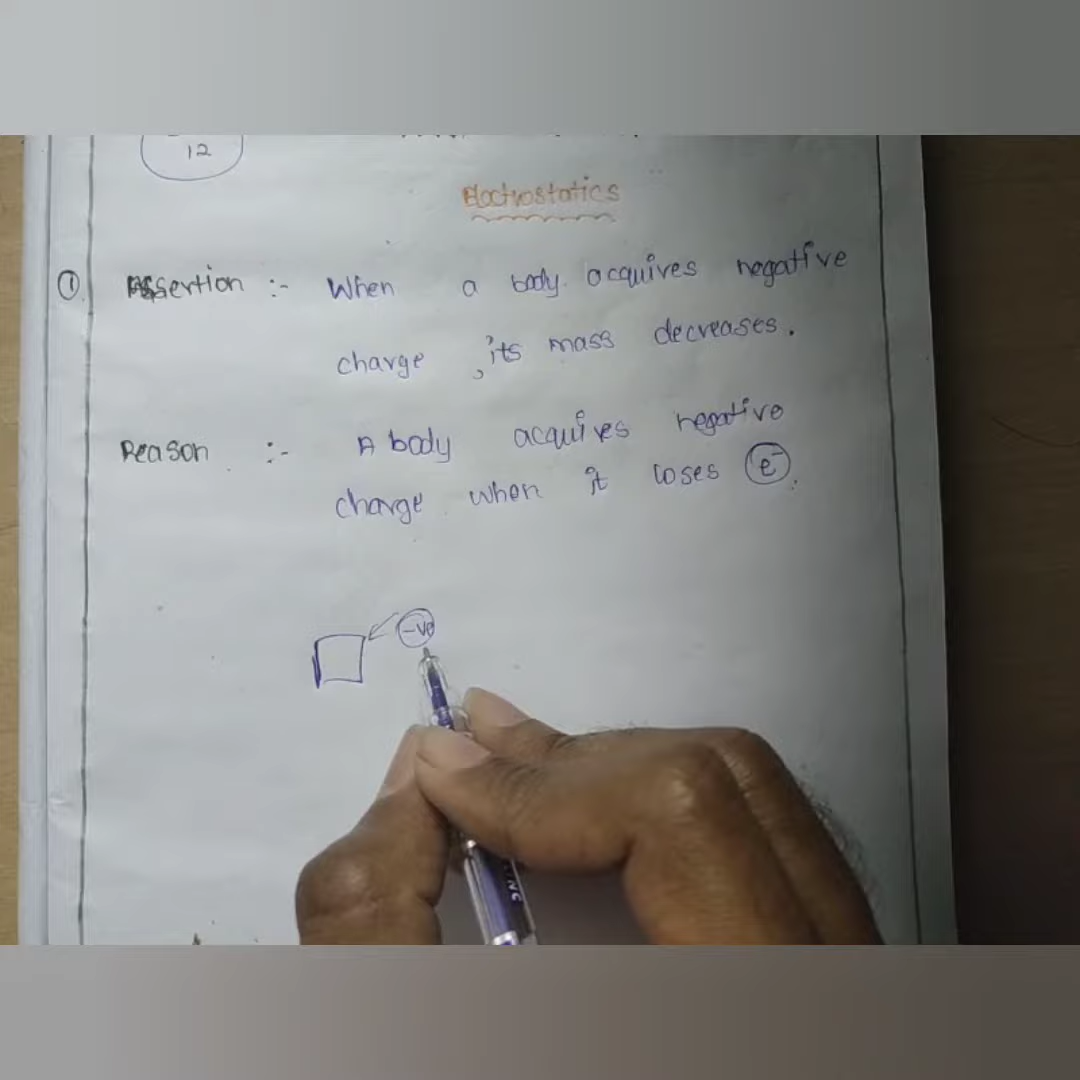 12
Electrostatics
① Assertion :- When a body acquires negative
charge, its mass decreases.
Reason :- A body acquires negative
charge when it loses e⁻.
-ve